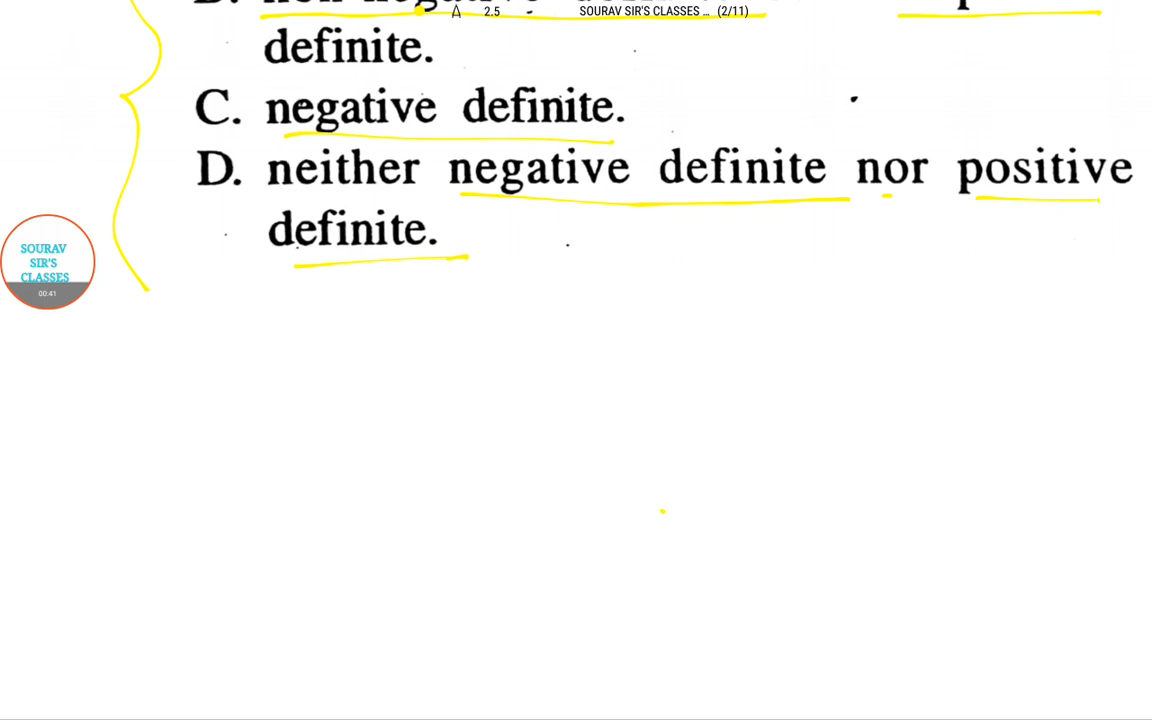 A 2.5 SOURAV SIR'S CLASSES ... (2/11)
definite.
C. negative definite.
D. neither negative definite nor positive
definite.
SOURAV
SIR'S
CLASSES
00:41